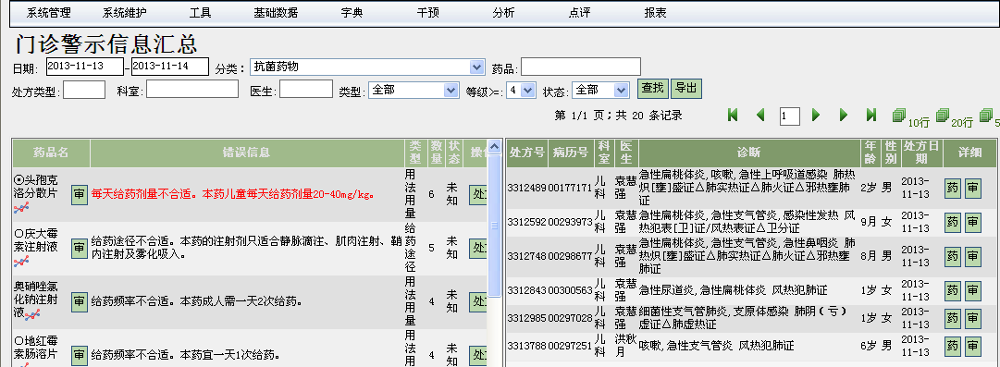 系统管理 系统维护 工具 基础数据 字典 干预 分析 点评 报表
门诊警示信息汇总
日期: 2013-11-13 - 2013-11-14 分类: 抗菌药物 药品:
处方类型: 科室: 医生: 类型: 全部 等级>=: 4 状态: 全部 查找 导出
第 1/1 页;共 20 条记录 1 10行 20行 5
药品名 错误信息 类型 数量 状态 操
⊙头孢克洛分散片 审 每天给药剂量不合适。本药儿童每天给药剂量20-40mg/kg。 用法用量 6 未知
○庆大霉素注射液 审 给药途径不合适。本药的注射剂只适合静脉滴注、肌肉注射、鞘内注射及雾化吸入。 给药途径 5 未知
奥硝唑氯化钠注射液 审 给药频率不合适。本药成人需一天2次给药。 用法用量 4 未知
○地红霉素肠溶片 审 给药频率不合适。本药宜一天1次给药。 用法用 4 未知
处方号 病历号 科室 医生 诊断 年龄 性别 处方日期 详细
3312489 00177171 儿科 袁慧强 急性扁桃体炎,咳嗽,急性上呼吸道感染 肺热炽[壅]盛证△肺实热证△肺火证△邪热壅肺证 2岁 男 2013-11-13 药 审
3312592 00293973 儿科 袁慧强 急性扁桃体炎,急性支气管炎,感染性发热 风热犯表[卫]证/风热表证△卫分证 9月 女 2013-11-13 药 审
3312748 00298677 儿科 袁慧强 急性扁桃体炎,急性支气管炎,急性鼻咽炎 肺热炽[壅]盛证△肺实热证△肺火证△邪热壅肺证 8月 男 2013-11-13 药 审
3312843 00300563 儿科 袁慧强 急性尿道炎,急性扁桃体炎 风热犯肺证 1岁 女 2013-11-13 药 审
3312985 00297028 儿科 袁慧强 细菌性支气管肺炎,支原体感染 肺阴(亏)虚证△肺虚热证 1岁 女 2013-11-13 药 审
3313788 00297251 儿科 洪秋月 咳嗽,急性支气管炎 风热犯肺证 6岁 男 2013-11-13 药 审